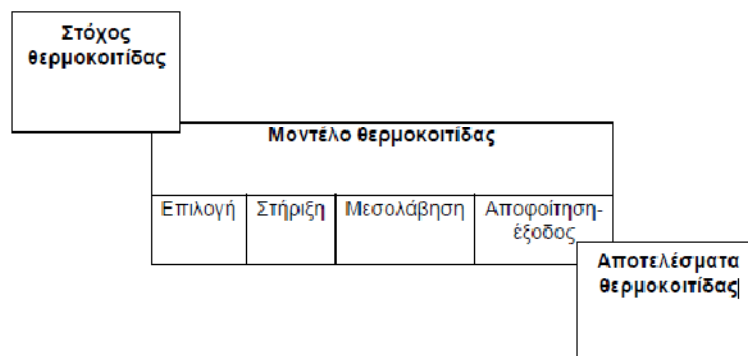 Στόχος
θερμοκοιτίδας
Μοντέλο θερμοκοιτίδας
Επιλογή Στήριξη Μεσολάβηση Αποφοίτηση-
έξοδος
Αποτελέσματα
θερμοκοιτίδας